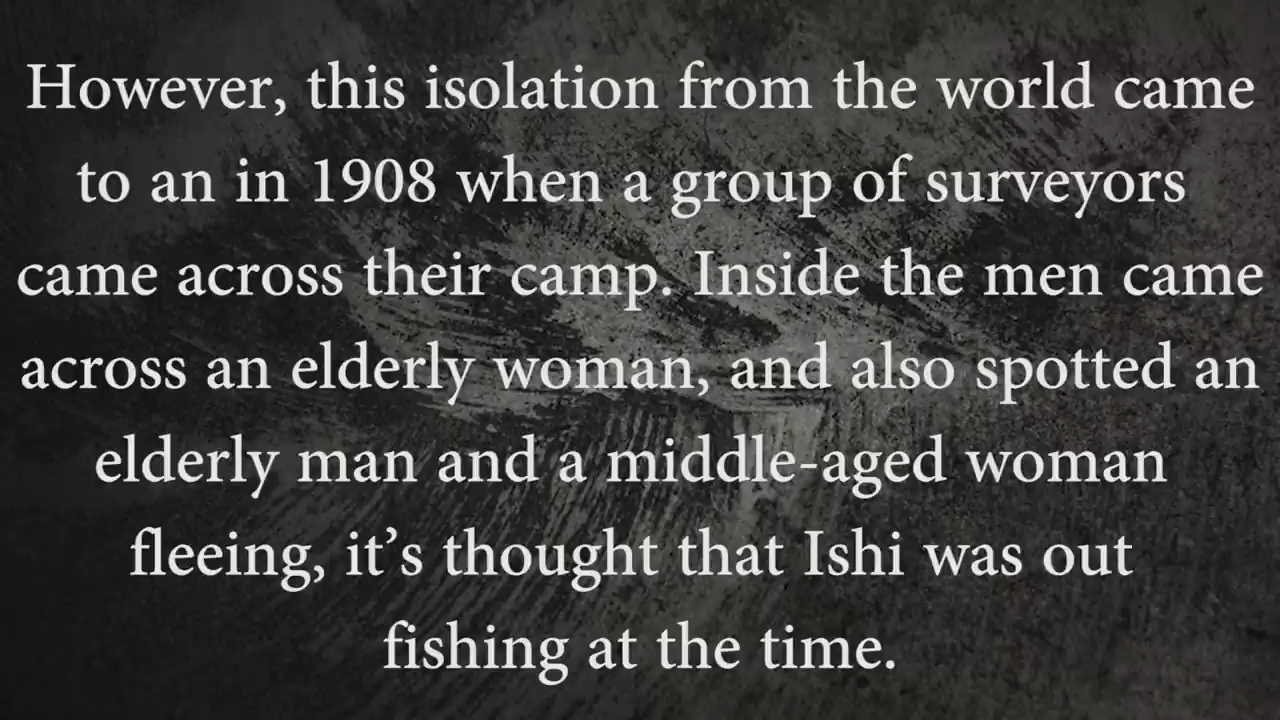 However, this isolation from the world came
to an in 1908 when a group of surveyors
came across their camp. Inside the men came
across an elderly woman, and also spotted an
elderly man and a middle-aged woman
fleeing, it’s thought that Ishi was out
fishing at the time.